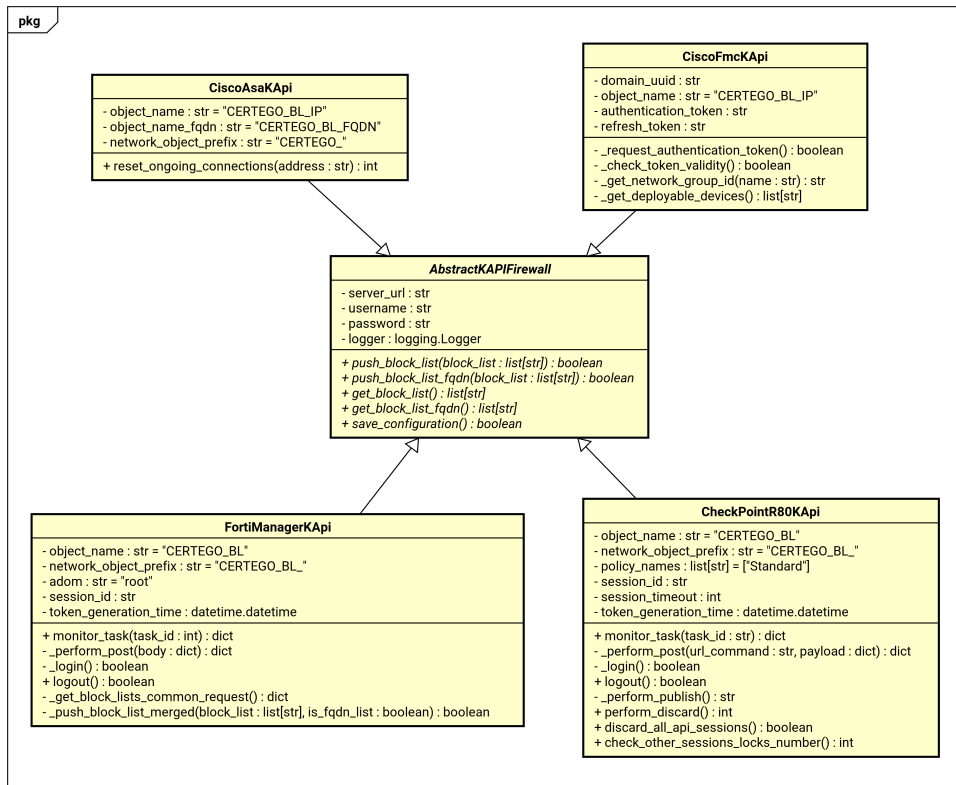 pkg
CiscoAsaKApi
- object_name : str = "CERTEGO_BL_IP"
- object_name_fqdn : str = "CERTEGO_BL_FQDN"
- network_object_prefix : str = "CERTEGO_"
+ reset_ongoing_connections(address : str) : int
CiscoFmcKApi
- domain_uuid : str
- object_name : str = "CERTEGO_BL_IP"
- authentication_token : str
- refresh_token : str
- _request_authentication_token() : boolean
- _check_token_validity() : boolean
- _get_network_group_id(name : str) : str
- _get_deployable_devices() : list[str]
AbstractKAPIFirewall
- server_url : str
- username : str
- password : str
- logger : logging.Logger
+ push_block_list(block_list : list[str]) : boolean
+ push_block_list_fqdn(block_list : list[str]) : boolean
+ get_block_list() : list[str]
+ get_block_list_fqdn() : list[str]
+ save_configuration() : boolean
FortiManagerKApi
- object_name : str = "CERTEGO_BL"
- network_object_prefix : str = "CERTEGO_BL_"
- adom : str = "root"
- session_id : str
- token_generation_time : datetime.datetime
+ monitor_task(task_id : int) : dict
- _perform_post(body : dict) : dict
- _login() : boolean
+ logout() : boolean
- _get_block_lists_common_request() : dict
- _push_block_list_merged(block_list : list[str], is_fqdn_list : boolean) : boolean
CheckPointR80KApi
- object_name : str = "CERTEGO_BL"
- network_object_prefix : str = "CERTEGO_BL_"
- policy_names : list[str] = ["Standard"]
- session_id : str
- session_timeout : int
- token_generation_time : datetime.datetime
+ monitor_task(task_id : str) : dict
- _perform_post(url_command : str, payload : dict) : dict
- _login() : boolean
+ logout() : boolean
- _perform_publish() : str
+ perform_discard() : int
+ discard_all_api_sessions() : boolean
+ check_other_sessions_locks_number() : int